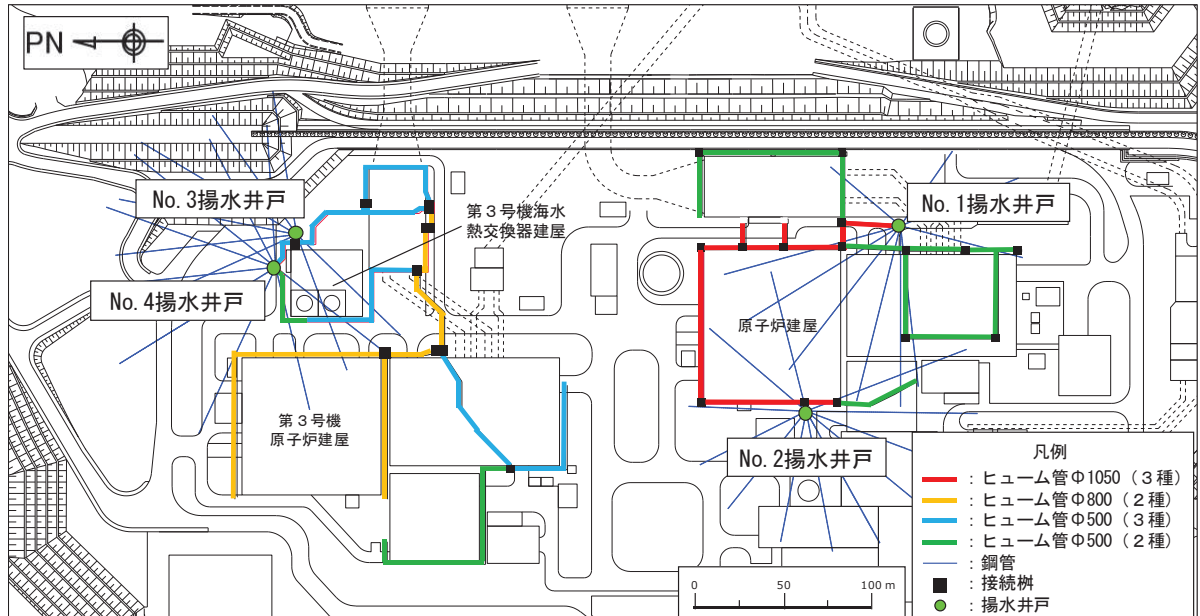 PN
No.3揚水井戸
第3号機海水
熱交換器建屋
No.1揚水井戸
No.4揚水井戸
原子炉建屋
第3号機
原子炉建屋
No.2揚水井戸
凡例
：ヒューム管Φ1050（3種）
：ヒューム管Φ800（2種）
：ヒューム管Φ500（3種）
：ヒューム管Φ500（2種）
：鋼管
：接続桝
：揚水井戸
0 50 100 m